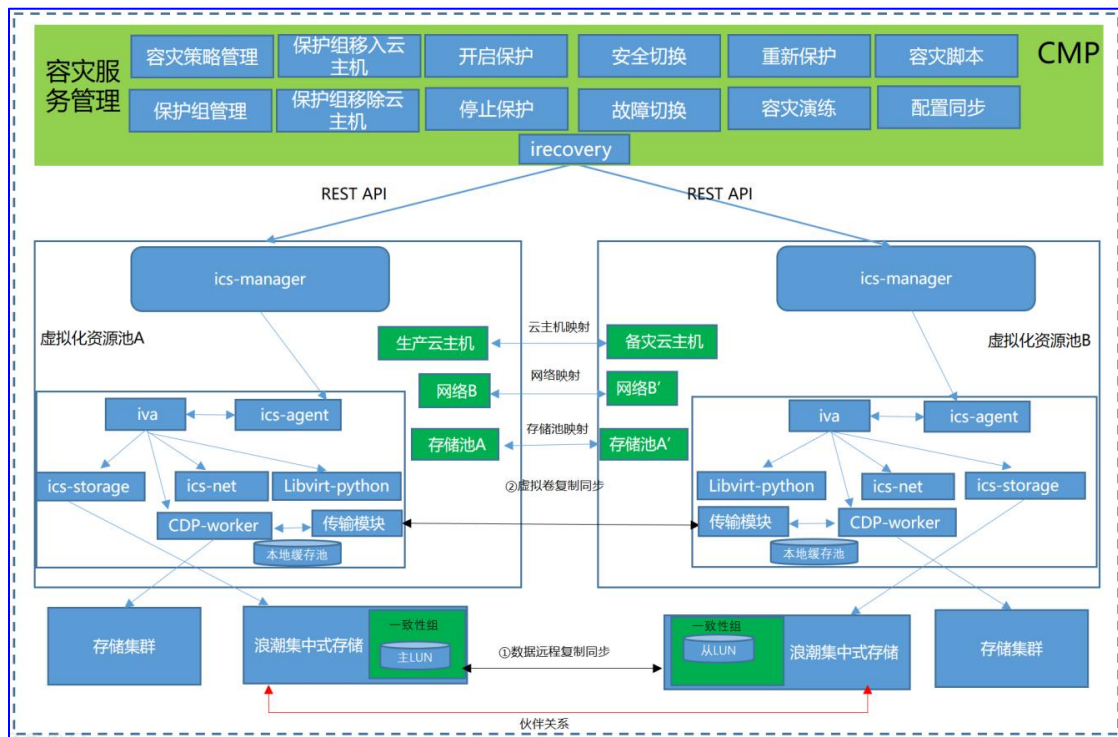 容灾服
务管理
容灾策略管理
保护组移入云
主机
开启保护
安全切换
重新保护
容灾脚本
CMP
保护组管理
保护组移除云
主机
停止保护
故障切换
容灾演练
配置同步
irecovery
REST API
REST API
ics-manager
ics-manager
虚拟化资源池A
生产云主机
云主机映射
备灾云主机
虚拟化资源池B
网络B
网络映射
网络B’
iva
ics-agent
存储池A
存储池映射
存储池A’
iva
ics-agent
ics-storage
ics-net
Libvirt-python
②虚拟卷复制同步
Libvirt-python
ics-net
ics-storage
CDP-worker
传输模块
传输模块
CDP-worker
本地缓存池
本地缓存池
存储集群
浪潮集中式存储
一致性组
主LUN
①数据远程复制同步
一致性组
从LUN
浪潮集中式存储
存储集群
伙伴关系